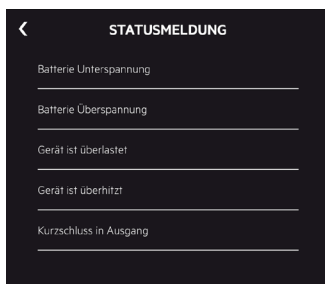 STATUSMELDUNG
Batterie Unterspannung
Batterie Überspannung
Gerät ist überlastet
Gerät ist überhitzt
Kurzschluss in Ausgang